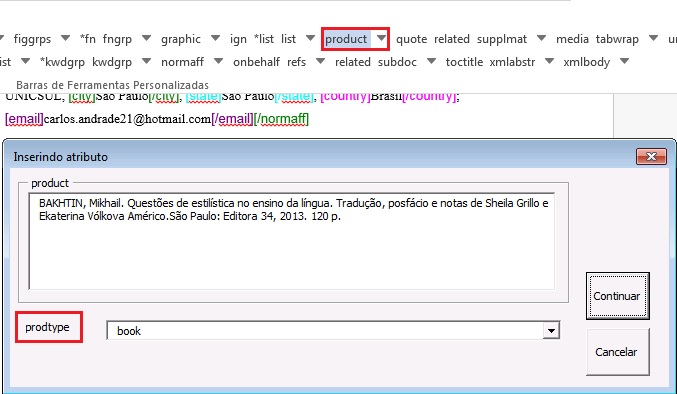 figgrps *fn fngrp graphic ign *list list product quote related supplmat media tabwrap
*kwdgrp kwdgrp normaff onbehalf refs related subdoc toctitle xmlabstr xmlbody
Barras de Ferramentas Personalizadas
UNICSUL, [city]São Paulo[/city], [state]São Paulo[/state], [country]Brasil[/country];
[email]carlos.andrade21@hotmail.com[/email][/normaff]
Inserindo atributo
product
BAKHTIN, Mikhail. Questões de estilística no ensino da língua. Tradução, posfácio e notas de Sheila Grillo e
Ekaterina Vólkova Américo.São Paulo: Editora 34, 2013. 120 p.
Continuar
prodtype
book
Cancelar